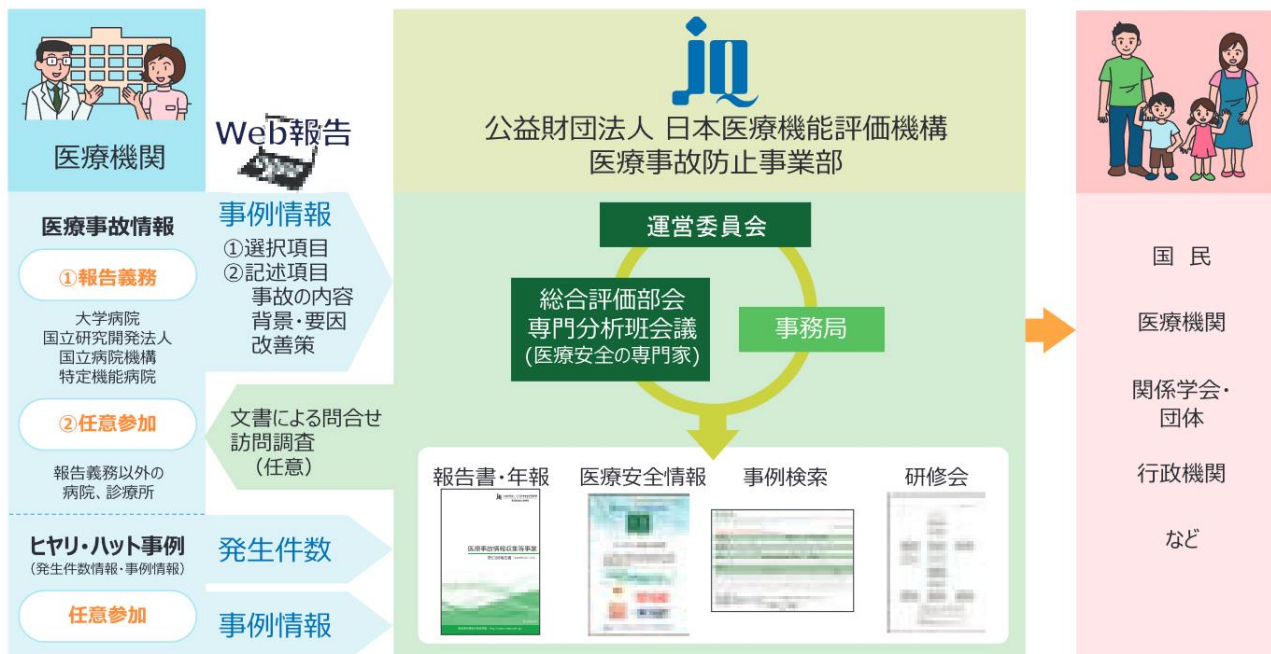 医療機関
医療事故情報
①報告義務
大学病院
国立研究開発法人
国立病院機構
特定機能病院
②任意参加
報告義務以外の
病院、診療所
ヒヤリ・ハット事例
(発生件数情報・事例情報)
任意参加
Web報告
事例情報
①選択項目
②記述項目
事故の内容
背景・要因
改善策
文書による問合せ
訪問調査
(任意)
発生件数
事例情報
jq
公益財団法人 日本医療機能評価機構
医療事故防止事業部
運営委員会
総合評価部会
専門分析班会議
(医療安全の専門家)
事務局
報告書・年報
医療安全情報
事例検索
研修会
医療事故情報収集等事業
国 民
医療機関
関係学会・
団体
行政機関
など